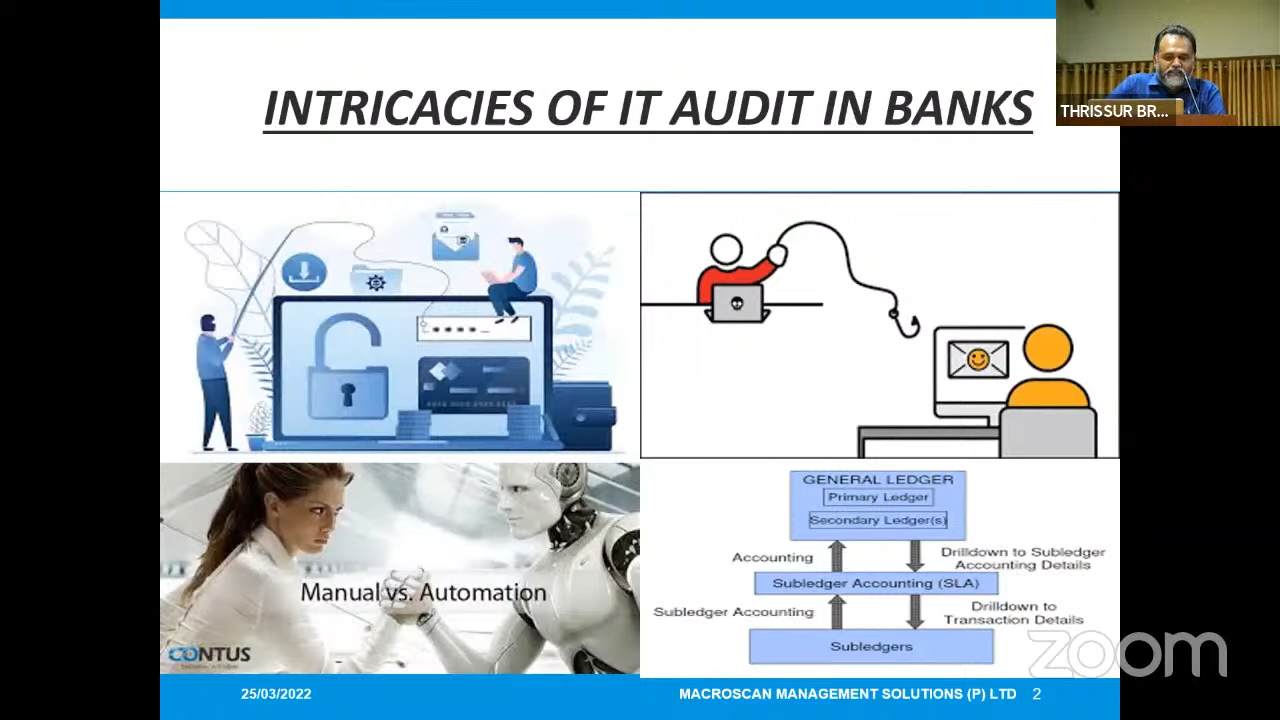 INTRICACIES OF IT AUDIT IN BANKS
THRISSUR BR...
Manual vs. Automation
CONTUS
GENERAL LEDGER
Primary Ledger
Secondary Ledger(s)
Accounting
Drilldown to Subledger
Accounting Details
Subledger Accounting (SLA)
Subledger Accounting
Drilldown to
Transaction Details
Subledgers
zoom
25/03/2022
MACROSCAN MANAGEMENT SOLUTIONS (P) LTD 2